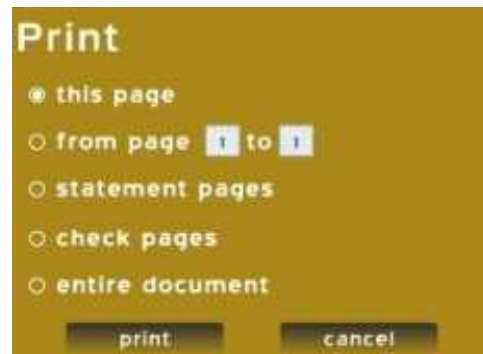 Print
this page
from page 1 to 1
statement pages
check pages
entire document
print cancel